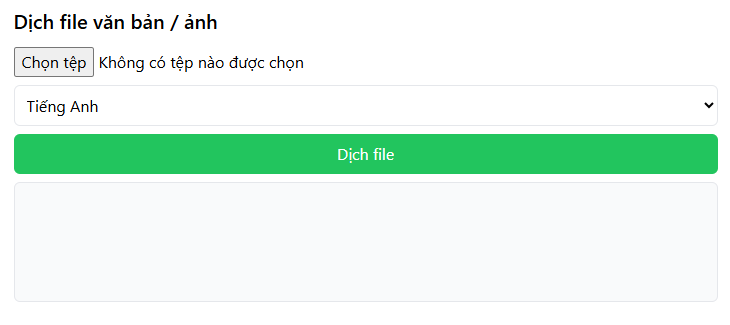 Dịch file văn bản / ảnh
Chọn tệp Không có tệp nào được chọn
Tiếng Anh
Dịch file